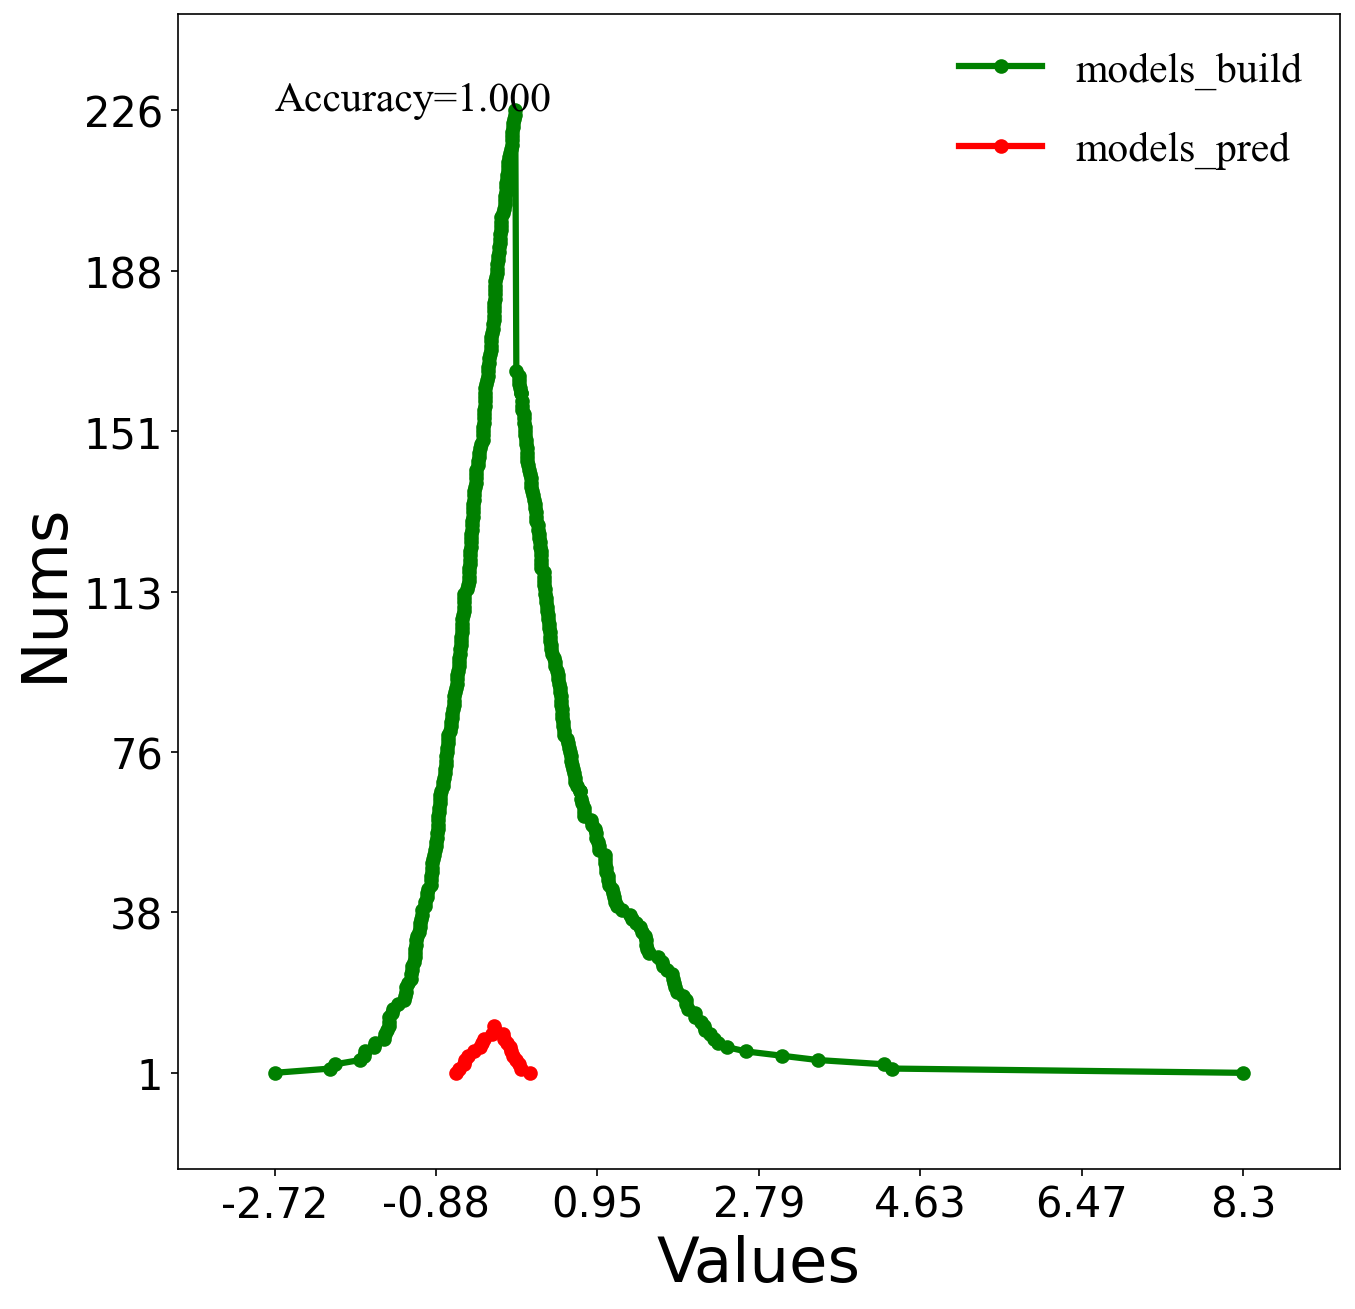 Accuracy=1.000
models_build
models_pred
226
188
151
113
76
38
1
Nums
-2.72 -0.88 0.95 2.79 4.63 6.47 8.3
Values